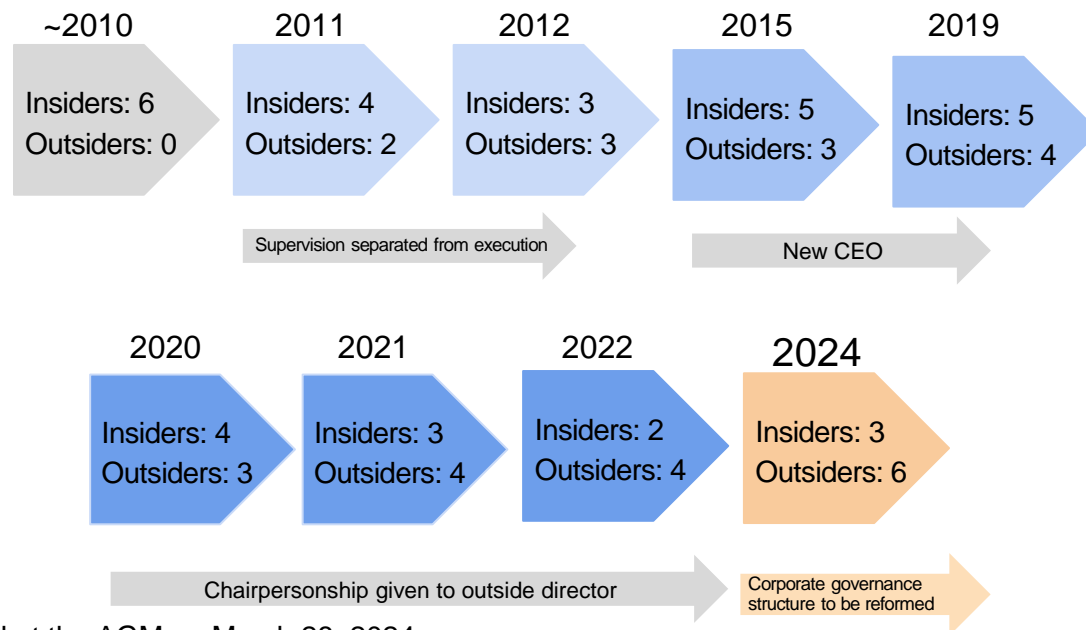 ~2010
2011
2012
2015
2019
Insiders: 6
Outsiders: 0
Insiders: 4
Outsiders: 2
Insiders: 3
Outsiders: 3
Insiders: 5
Outsiders: 3
Insiders: 5
Outsiders: 4
Supervision separated from execution
New CEO
2020
2021
2022
2024
Insiders: 4
Outsiders: 3
Insiders: 3
Outsiders: 4
Insiders: 2
Outsiders: 4
Insiders: 3
Outsiders: 6
Chairpersonship given to outside director
Corporate governance
structure to be reformed